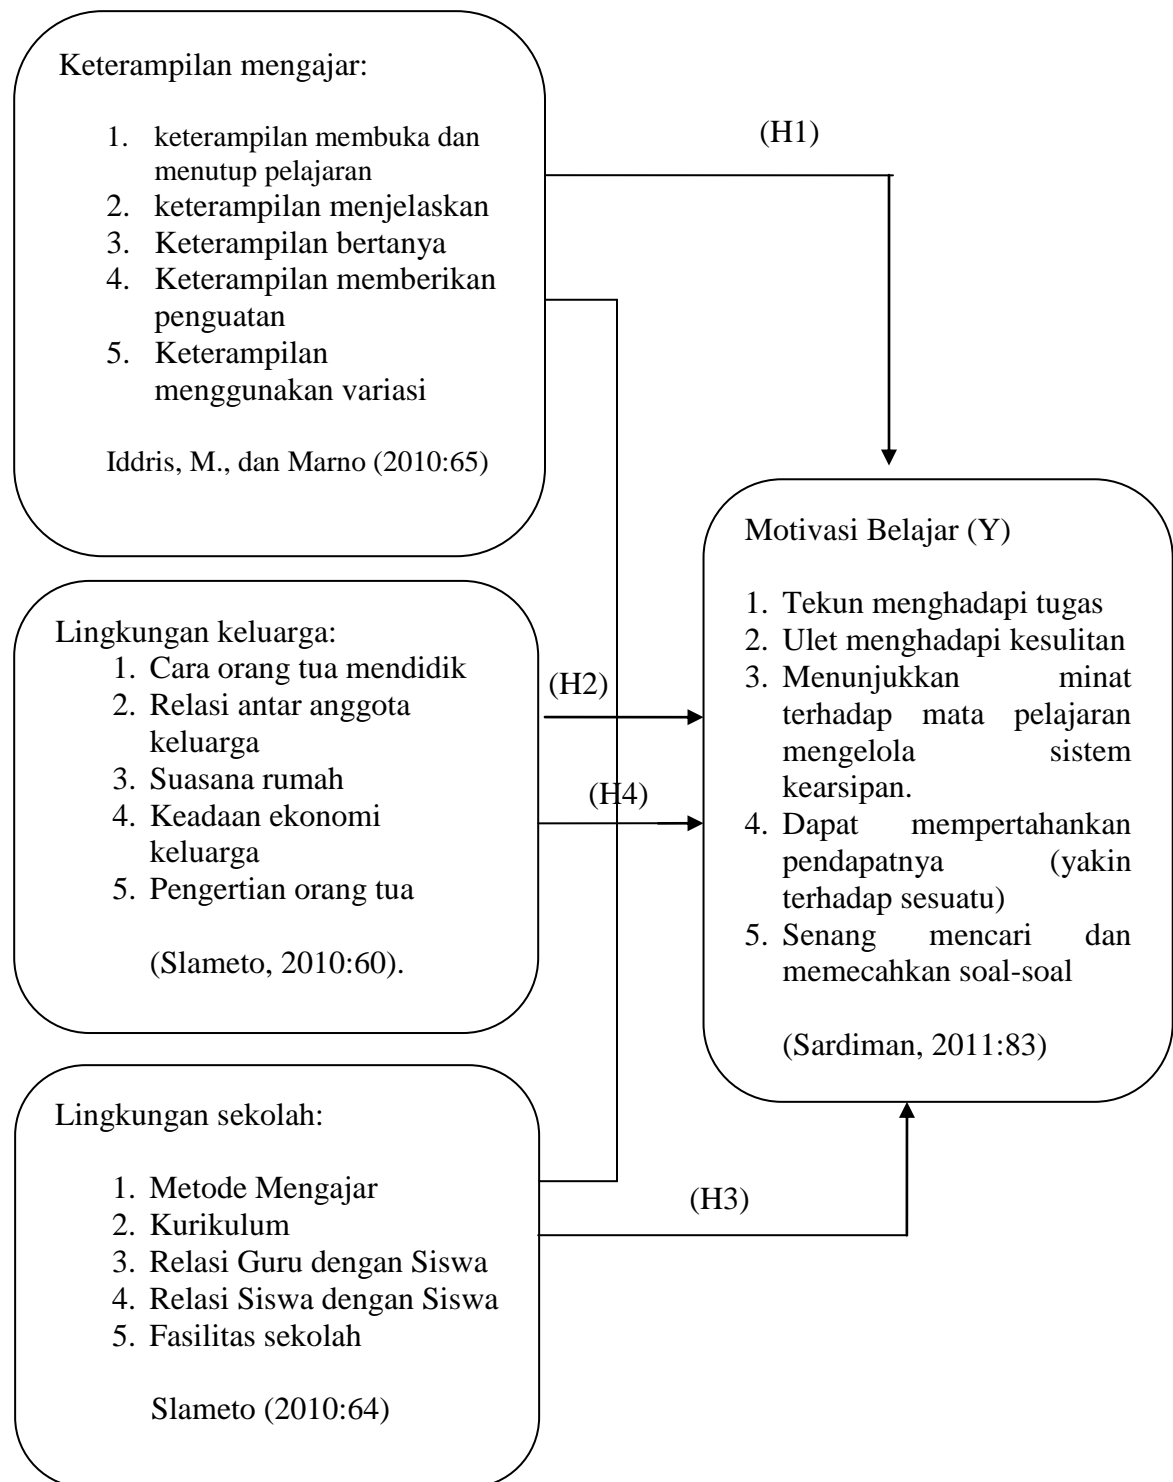 Keterampilan mengajar:
1. keterampilan membuka dan
menutup pelajaran
2. keterampilan menjelaskan
3. Keterampilan bertanya
4. Keterampilan memberikan
penguatan
5. Keterampilan
menggunakan variasi
Iddris, M., dan Marno (2010:65)
(H1)
Lingkungan keluarga:
1. Cara orang tua mendidik
2. Relasi antar anggota
keluarga
3. Suasana rumah
4. Keadaan ekonomi
keluarga
5. Pengertian orang tua
(Slameto, 2010:60).
(H2)
(H4)
Lingkungan sekolah:
1. Metode Mengajar
2. Kurikulum
3. Relasi Guru dengan Siswa
4. Relasi Siswa dengan Siswa
5. Fasilitas sekolah
Slameto (2010:64)
(H3)
Motivasi Belajar (Y)
1. Tekun menghadapi tugas
2. Ulet menghadapi kesulitan
3. Menunjukkan minat
terhadap mata pelajaran
mengelola sistem
kearsipan.
4. Dapat mempertahankan
pendapatnya (yakin
terhadap sesuatu)
5. Senang mencari dan
memecahkan soal-soal
(Sardiman, 2011:83)